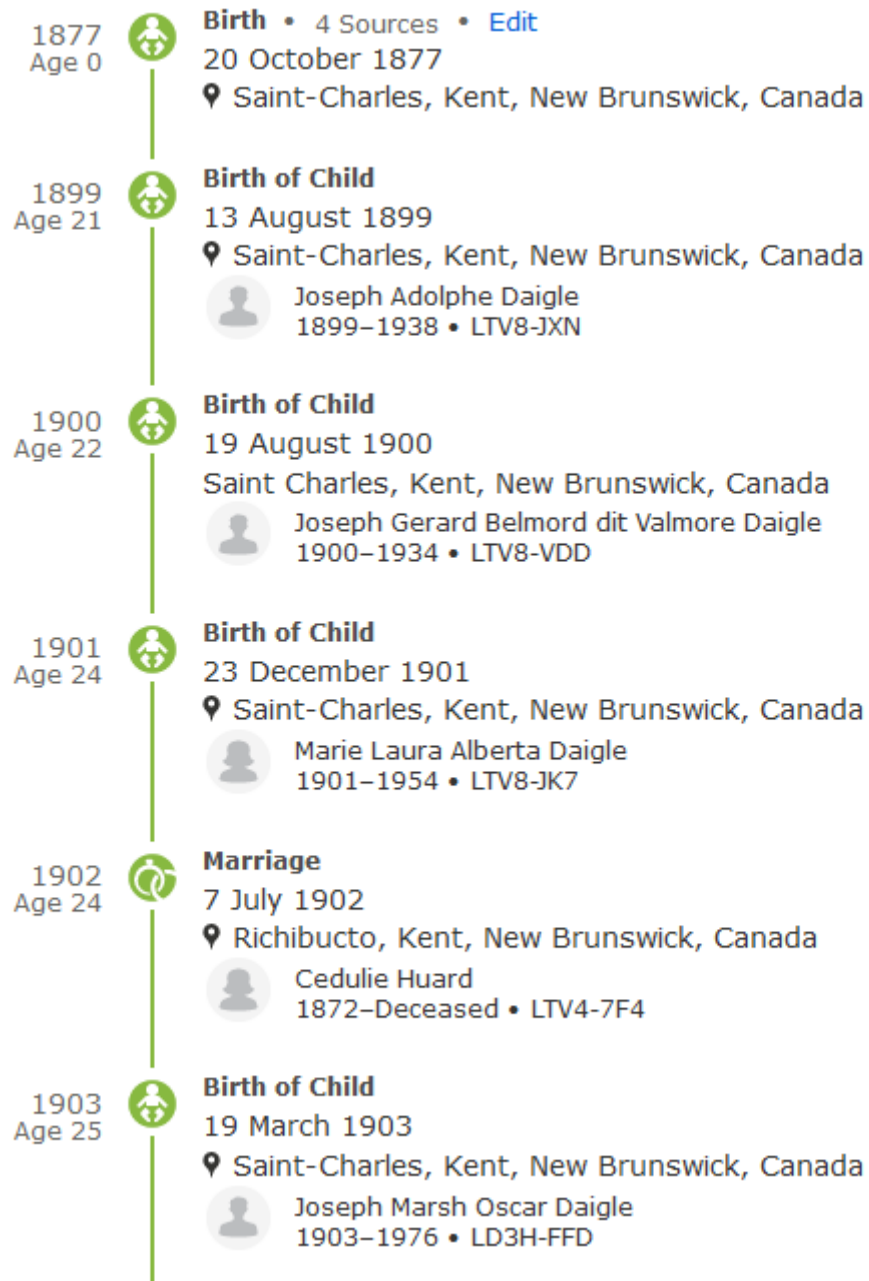 1877
Age 0
Birth • 4 Sources • Edit
20 October 1877
Saint-Charles, Kent, New Brunswick, Canada
1899
Age 21
Birth of Child
13 August 1899
Saint-Charles, Kent, New Brunswick, Canada
Joseph Adolphe Daigle
1899–1938 • LTV8-JXN
1900
Age 22
Birth of Child
19 August 1900
Saint Charles, Kent, New Brunswick, Canada
Joseph Gerard Belmord dit Valmore Daigle
1900–1934 • LTV8-VDD
1901
Age 24
Birth of Child
23 December 1901
Saint-Charles, Kent, New Brunswick, Canada
Marie Laura Alberta Daigle
1901–1954 • LTV8-JK7
1902
Age 24
Marriage
7 July 1902
Richibucto, Kent, New Brunswick, Canada
Cedulie Huard
1872–Deceased • LTV4-7F4
1903
Age 25
Birth of Child
19 March 1903
Saint-Charles, Kent, New Brunswick, Canada
Joseph Marsh Oscar Daigle
1903–1976 • LD3H-FFD